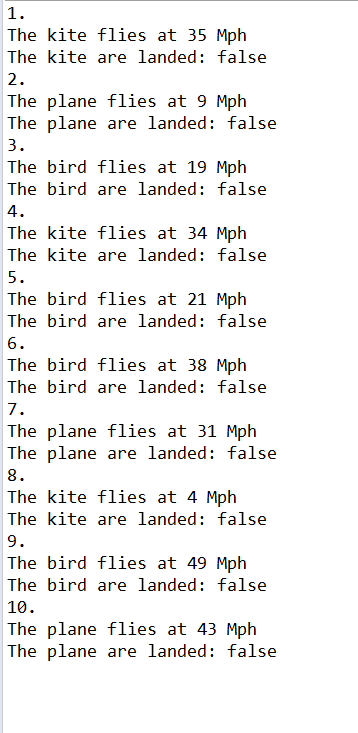 1.
The kite flies at 35 Mph
The kite are landed: false
2.
The plane flies at 9 Mph
The plane are landed: false
3.
The bird flies at 19 Mph
The bird are landed: false
4.
The kite flies at 34 Mph
The kite are landed: false
5.
The bird flies at 21 Mph
The bird are landed: false
6.
The bird flies at 38 Mph
The bird are landed: false
7.
The plane flies at 31 Mph
The plane are landed: false
8.
The kite flies at 4 Mph
The kite are landed: false
9.
The bird flies at 49 Mph
The bird are landed: false
10.
The plane flies at 43 Mph
The plane are landed: false